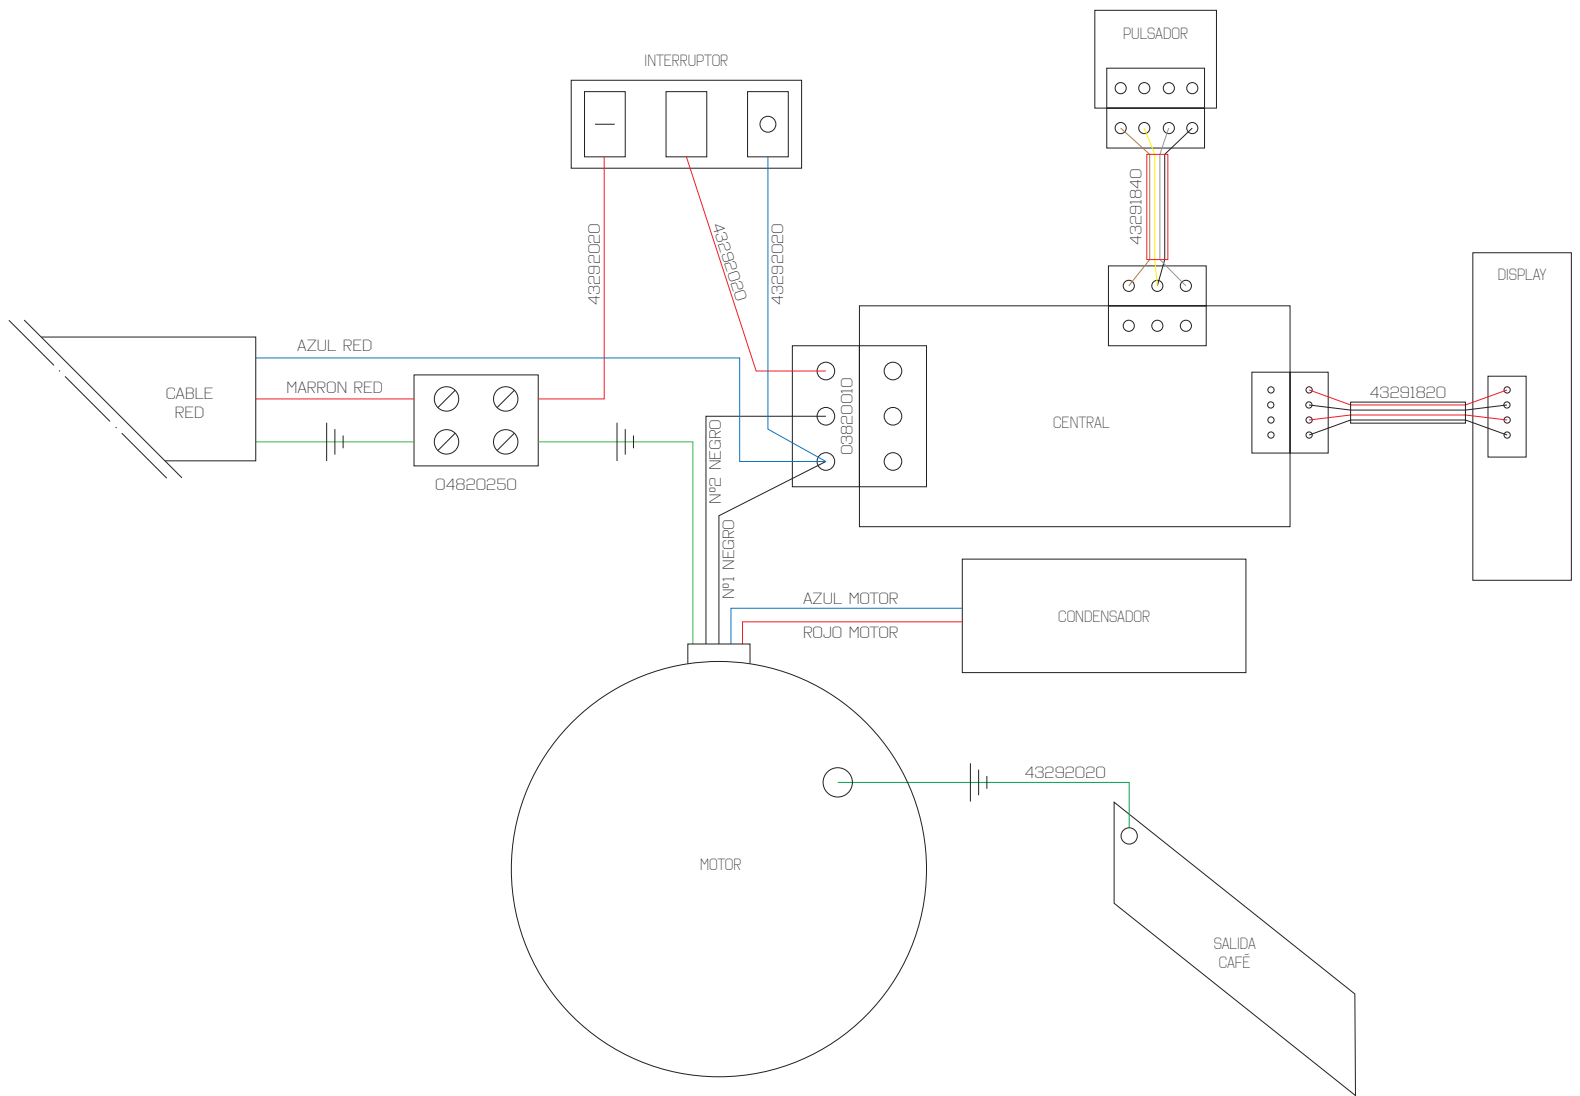 PULSADOR
INTERRUPTOR
43291840
43292020
43292020
43292020
DISPLAY
AZUL RED
MARRON RED
CABLE
RED
43291820
03820010
CENTRAL
04820250
Nº2 NEGRO
Nº1 NEGRO
AZUL MOTOR
ROJO MOTOR
CONDENSADOR
43292020
MOTOR
SALIDA
CAFÉ